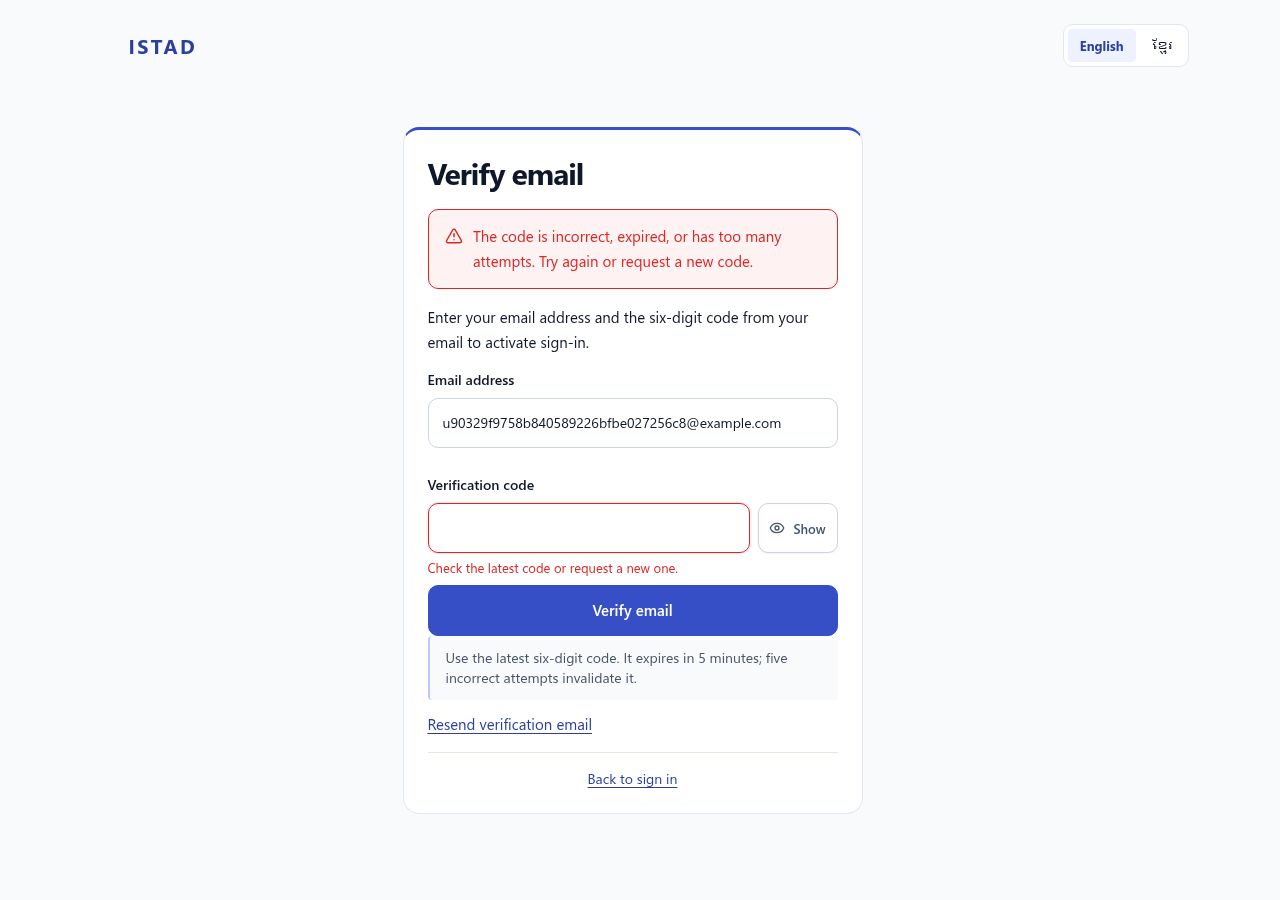 ISTAD
English
ខ្មែរ
Verify email
The code is incorrect, expired, or has too many
attempts. Try again or request a new code.
Enter your email address and the six-digit code from your
email to activate sign-in.
Email address
u90329f9758b840589226bfbe027256c8@example.com
Verification code
Show
Check the latest code or request a new one.
Verify email
Use the latest six-digit code. It expires in 5 minutes; five
incorrect attempts invalidate it.
Resend verification email
Back to sign in